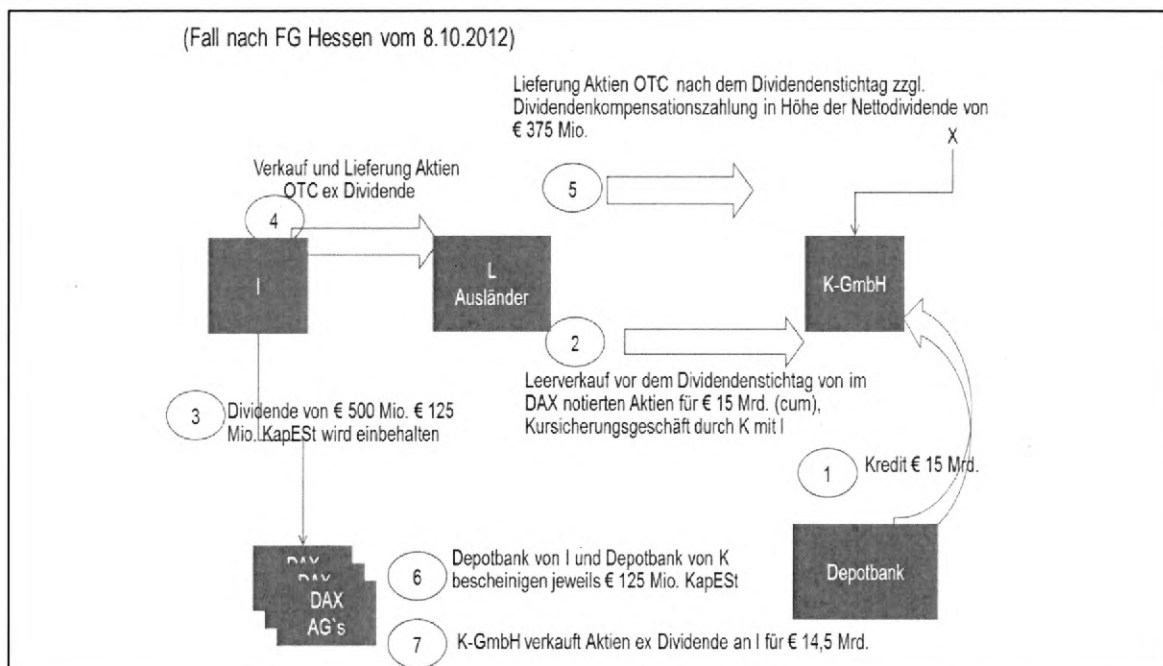 (Fall nach FG Hessen vom 8.10.2012)
Lieferung Aktien OTC nach dem Dividendenstichtag zzgl.
Dividendenkompensationszahlung in Höhe der Nettodividende von
€ 375 Mio.
X
Verkauf und Lieferung Aktien
OTC ex Dividende
4
5
I
L
Ausländer
K-GmbH
2
Leerverkauf vor dem Dividendenstichtag von im
DAX notierten Aktien für € 15 Mrd. (cum),
Kursicherungsgeschäft durch K mit I
3
Dividende von € 500 Mio. € 125
Mio. KapESt wird einbehalten
1
Kredit € 15 Mrd.
DAX
DAX
DAX
AG`s
6
Depotbank von I und Depotbank von K
bescheinigen jeweils € 125 Mio. KapESt
Depotbank
7
K-GmbH verkauft Aktien ex Dividende an I für € 14,5 Mrd.